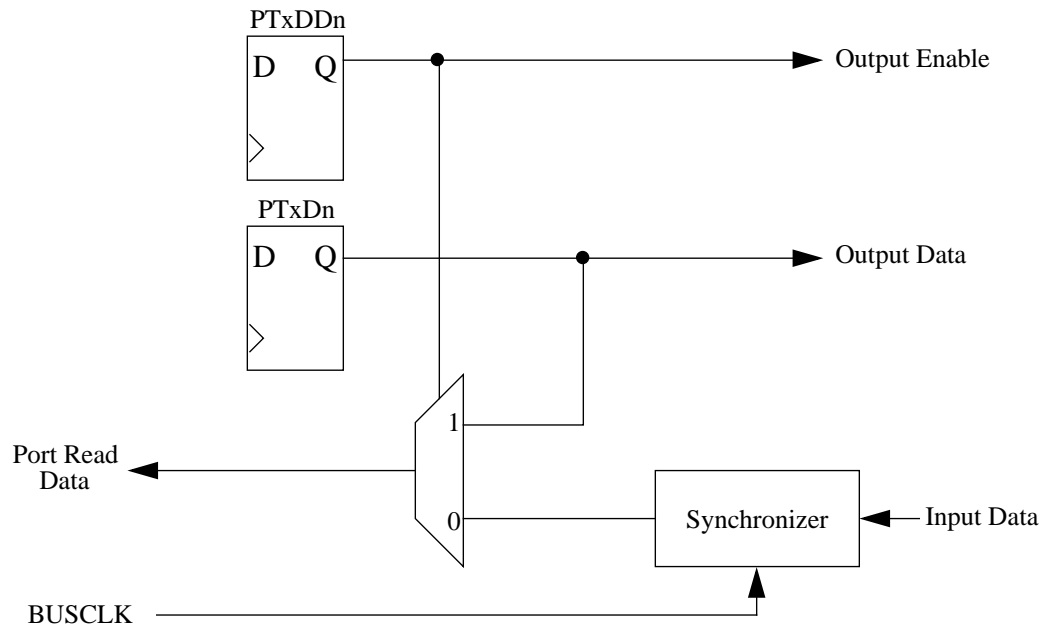 PTxDDn
D Q
Output Enable
PTxDn
D Q
Output Data
1
Port Read
Data
0
Synchronizer
Input Data
BUSCLK